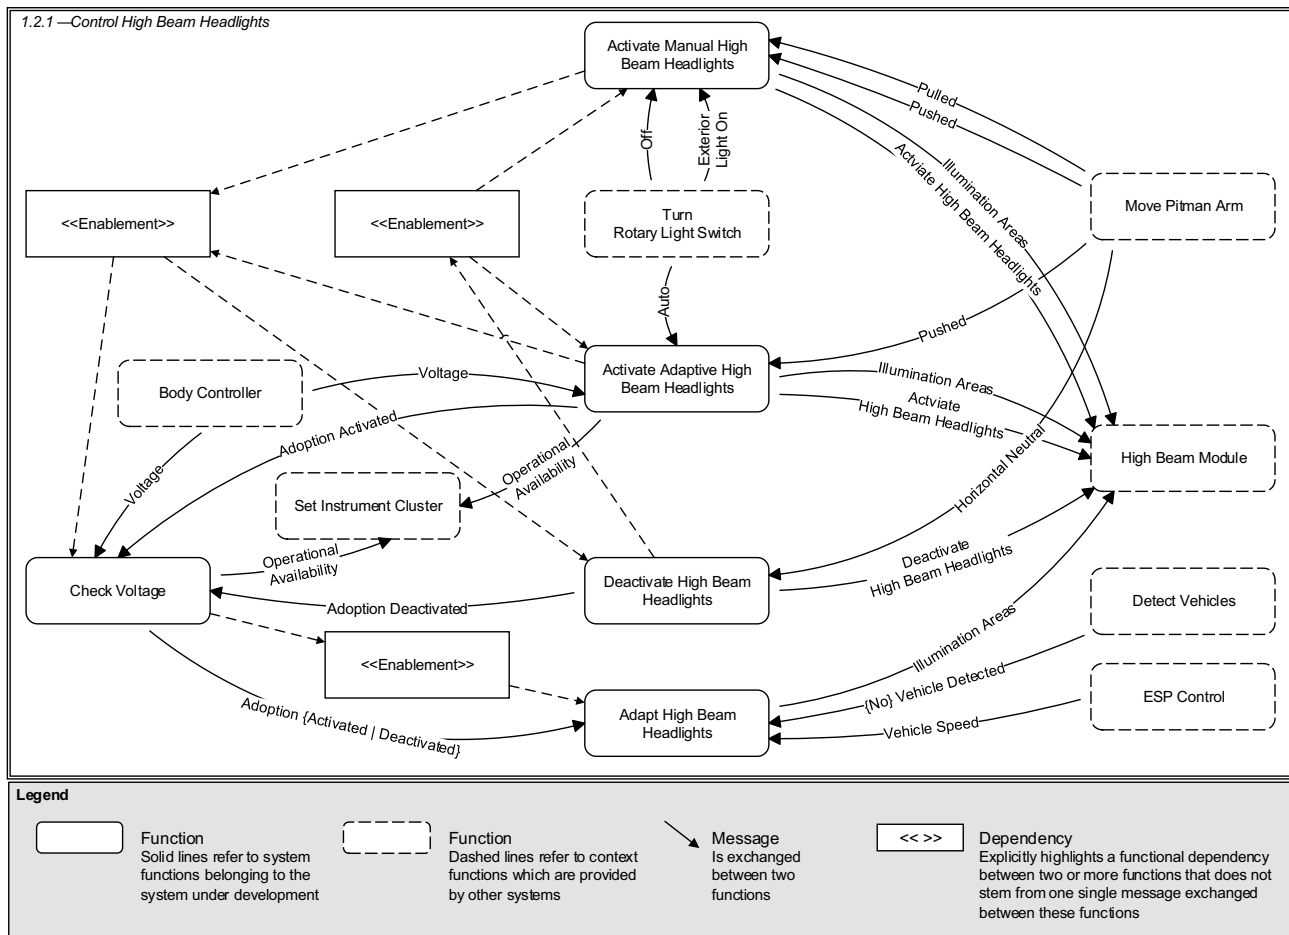 1.2.1 —Control High Beam Headlights
Activate Manual High
Beam Headlights
Pulled
Pushed
Off
Exterior
Light On
Illumination Areas
Actviate High Beam Headlights
<<Enablement>>
<<Enablement>>
Turn
Rotary Light Switch
Move Pitman Arm
Auto
Pushed
Body Controller
Voltage
Activate Adaptive High
Beam Headlights
Illumination Areas
Actviate
High Beam Headlights
Adoption Activated
Operational
Availability
Horizontal Neutral
High Beam Module
Voltage
Set Instrument Cluster
Operational
Availability
Check Voltage
Adoption Deactivated
Deactivate High Beam
Headlights
Deactivate
High Beam Headlights
Detect Vehicles
<<Enablement>>
Illumination Areas
Adoption {Activated | Deactivated}
Adapt High Beam
Headlights
{No} Vehicle Detected
Vehicle Speed
ESP Control
Legend
Function
Solid lines refer to system
functions belonging to the
system under development
Function
Dashed lines refer to context
functions which are provided
by other systems
Message
Is exchanged
between two
functions
<< >>
Dependency
Explicitly highlights a functional dependency
between two or more functions that does not
stem from one single message exchanged
between these functions